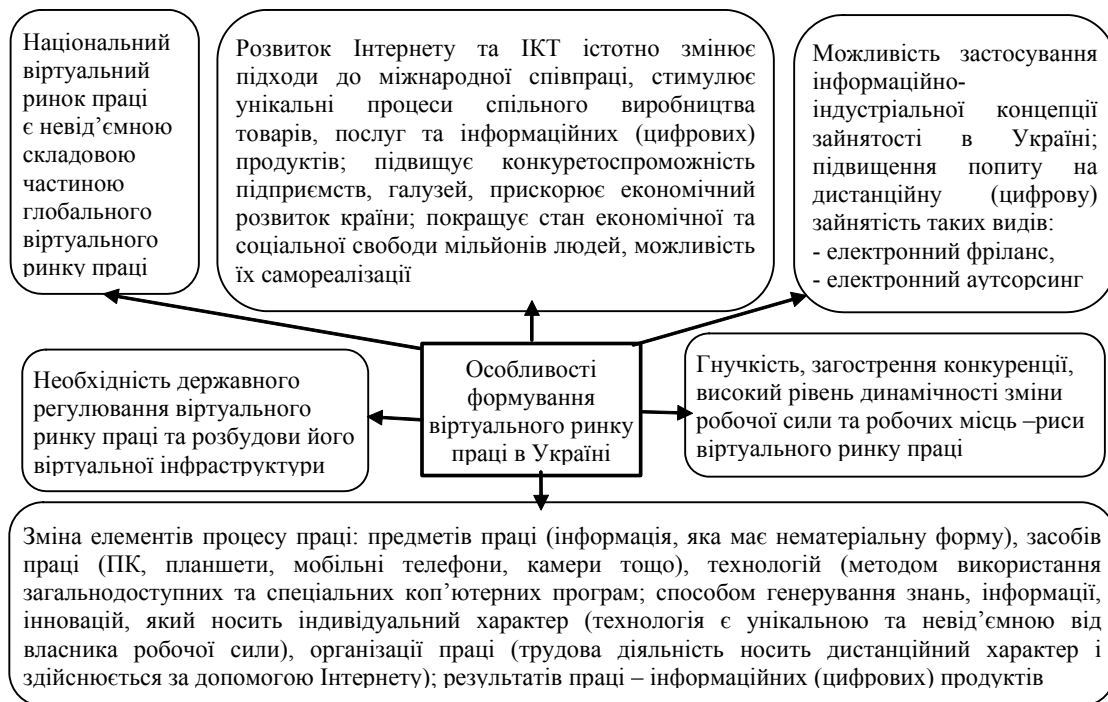 Національний
віртуальний
ринок праці
є невід’ємною
складовою
частиною
глобального
віртуального
ринку праці
Розвиток Інтернету та ІКТ істотно змінює
підходи до міжнародної співпраці, стимулює
унікальні процеси спільного виробництва
товарів, послуг та інформаційних (цифрових)
продуктів; підвищує конкуретоспроможність
підприємств, галузей, прискорює економічний
розвиток країни; покращує стан економічної та
соціальної свободи мільйонів людей, можливість
їх самореалізації
Можливість застосування
інформаційно-
індустріальної концепції
зайнятості в Україні;
підвищення попиту на
дистанційну (цифрову)
зайнятість таких видів:
- електронний фріланс,
- електронний аутсорсинг
Необхідність державного
регулювання віртуального
ринку праці та розбудови його
віртуальної інфраструктури
Особливості
формування
віртуального ринку
праці в Україні
Гнучкість, загострення конкуренції,
високий рівень динамічності зміни
робочої сили та робочих місць –риси
віртуального ринку праці
Зміна елементів процесу праці: предметів праці (інформація, яка має нематеріальну форму), засобів
праці (ПК, планшети, мобільні телефони, камери тощо), технологій (методом використання
загальнодоступних та спеціальних коп’ютерних програм; способом генерування знань, інформації,
інновацій, який носить індивідуальний характер (технологія є унікальною та невід’ємною від
власника робочої сили), організації праці (трудова діяльність носить дистанційний характер і
здійснюється за допомогою Інтернету); результатів праці – інформаційних (цифрових) продуктів